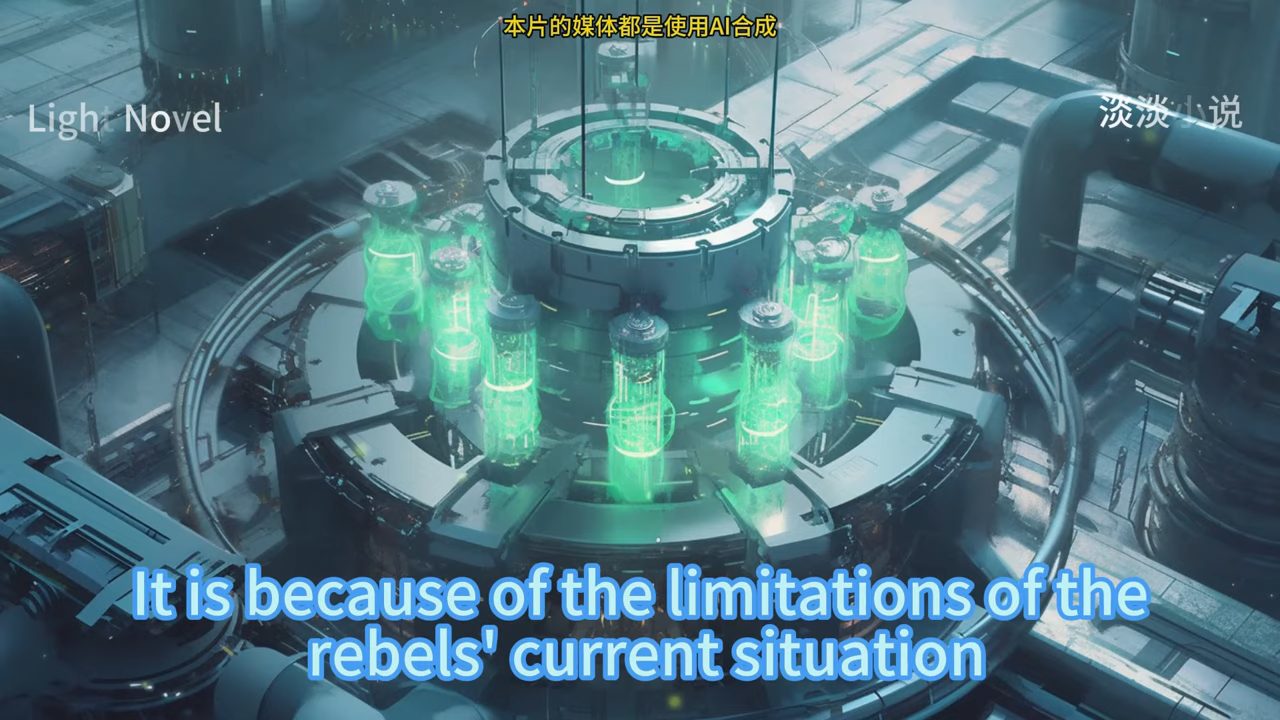 本片的媒体都是使用AI合成
Light Novel
淡淡小说
It is because of the limitations of the
rebels' current situation